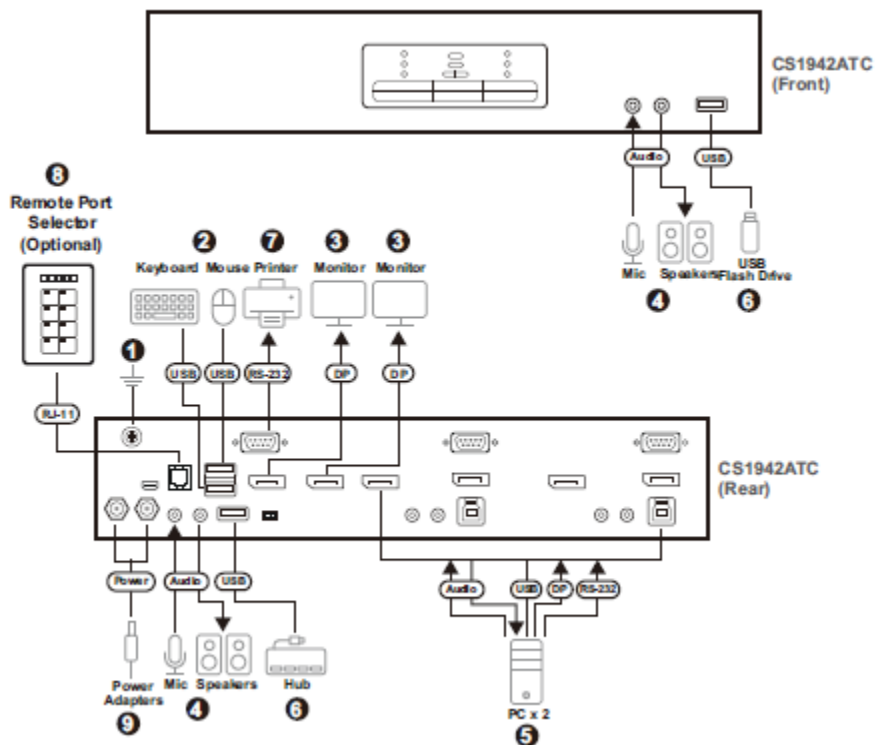 CS1942ATC
(Front)
Audio
USB
Mic
Speakers
USB
Flash Drive
4
6
8
Remote Port
Selector
(Optional)
2
7
3
3
Keyboard
Mouse
Printer
Monitor
Monitor
1
USB
USB
RS-232
DP
DP
RJ-11
CS1942ATC
(Rear)
Power
Audio
USB
Audio
USB
DP
RS-232
Power
Adapters
Mic
Speakers
Hub
9
4
6
PC x 2
5